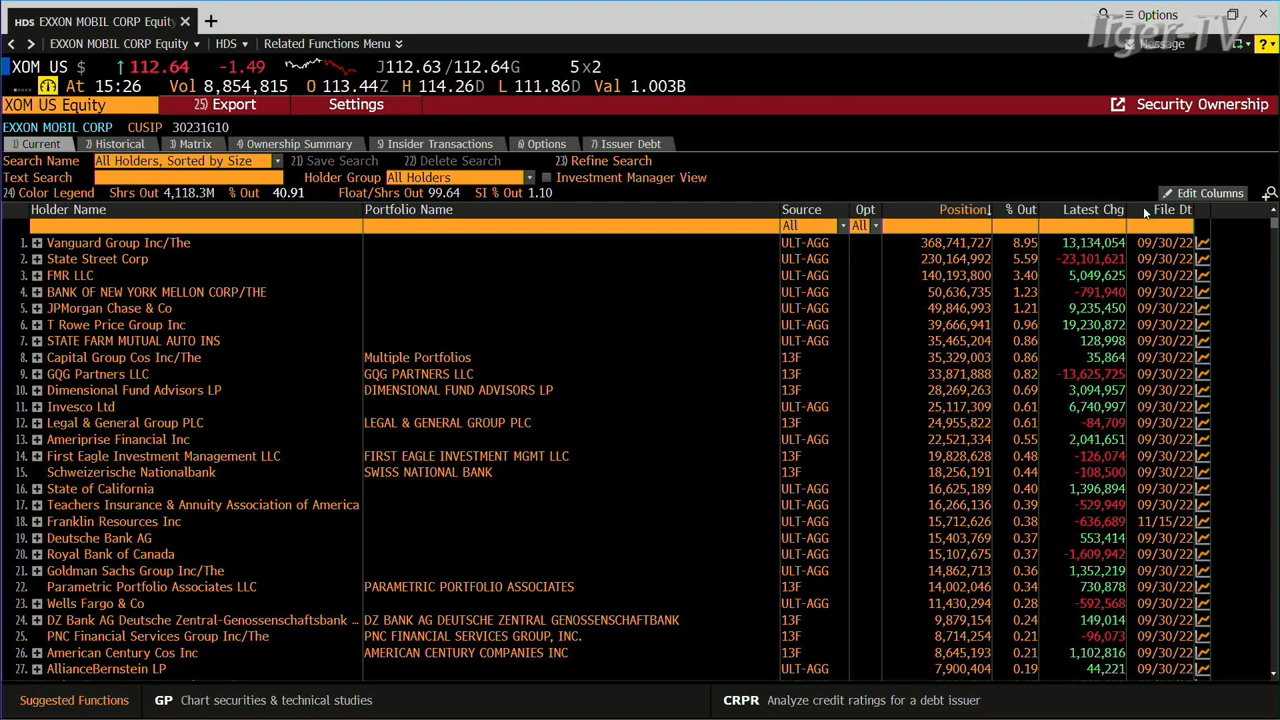 HDS EXXON MOBIL CORP Equity × +
Options
EXXON MOBIL CORP Equity HDS Related Functions Menu Message ?
Tiger-TV
XOM US $ 112.64 -1.49 J112.63/112.64G 5x2
At 15:26 Vol 8,854,815 O 113.44Z H 114.26D L 111.86D Val 1.003B
XOM US Equity 25) Export Settings Security Ownership
EXXON MOBIL CORP CUSIP 30231G10
1) Current 2) Historical 3) Matrix 4) Ownership Summary 5) Insider Transactions 6) Options 7) Issuer Debt
Search Name All Holders, Sorted by Size 21) Save Search 22) Delete Search 23) Refine Search
Text Search Holder Group All Holders Investment Manager View
24) Color Legend Shrs Out 4,118.3M % Out 40.91 Float/Shrs Out 99.64 SI % Out 1.10 Edit Columns
Holder Name Portfolio Name Source Opt Position % Out Latest Chg File Dt
All All
1. Vanguard Group Inc/The ULT-AGG 368,741,727 8.95 13,134,054 09/30/22
2. State Street Corp ULT-AGG 230,164,992 5.59 -23,101,621 09/30/22
3. FMR LLC ULT-AGG 140,193,800 3.40 5,049,625 09/30/22
4. BANK OF NEW YORK MELLON CORP/THE ULT-AGG 50,636,735 1.23 -791,940 09/30/22
5. JPMorgan Chase & Co ULT-AGG 49,846,993 1.21 9,235,450 09/30/22
6. T Rowe Price Group Inc ULT-AGG 39,666,941 0.96 19,230,872 09/30/22
7. STATE FARM MUTUAL AUTO INS ULT-AGG 35,465,204 0.86 128,998 09/30/22
8. Capital Group Cos Inc/The Multiple Portfolios 13F 35,329,003 0.86 35,864 09/30/22
9. GQG Partners LLC GQG PARTNERS LLC 13F 33,871,888 0.82 -13,625,725 09/30/22
10. Dimensional Fund Advisors LP DIMENSIONAL FUND ADVISORS LP 13F 28,269,263 0.69 3,094,957 09/30/22
11. Invesco Ltd ULT-AGG 25,117,309 0.61 6,740,997 09/30/22
12. Legal & General Group PLC LEGAL & GENERAL GROUP PLC 13F 24,955,822 0.61 -84,709 09/30/22
13. Ameriprise Financial Inc ULT-AGG 22,521,534 0.55 2,041,651 09/30/22
14. First Eagle Investment Management LLC FIRST EAGLE INVESTMENT MGMT LLC 13F 19,828,628 0.48 -126,074 09/30/22
15. Schweizerische Nationalbank SWISS NATIONAL BANK 13F 18,256,191 0.44 -108,500 09/30/22
16. State of California ULT-AGG 16,625,189 0.40 1,396,894 09/30/22
17. Teachers Insurance & Annuity Association of America ULT-AGG 16,266,136 0.39 -529,949 09/30/22
18. Franklin Resources Inc ULT-AGG 15,712,626 0.38 -636,689 11/15/22
19. Deutsche Bank AG ULT-AGG 15,403,769 0.37 553,414 09/30/22
20. Royal Bank of Canada ULT-AGG 15,107,675 0.37 -1,609,942 09/30/22
21. Goldman Sachs Group Inc/The ULT-AGG 14,862,713 0.36 1,352,219 09/30/22
22. Parametric Portfolio Associates LLC PARAMETRIC PORTFOLIO ASSOCIATES 13F 14,002,046 0.34 730,878 09/30/22
23. Wells Fargo & Co ULT-AGG 11,430,294 0.28 -592,568 09/30/22
24. DZ Bank AG Deutsche Zentral-Genossenschaftsbank ... DZ BANK AG DEUTSCHE ZENTRAL GENOSSENSCHAFTBANK 13F 9,879,154 0.24 149,014 09/30/22
25. PNC Financial Services Group Inc/The PNC FINANCIAL SERVICES GROUP, INC. 13F 8,714,254 0.21 -96,073 09/30/22
26. American Century Cos Inc AMERICAN CENTURY COMPANIES INC 13F 8,645,193 0.21 1,102,816 09/30/22
27. AllianceBernstein LP ULT-AGG 7,900,404 0.19 44,221 09/30/22
Suggested Functions GP Chart securities & technical studies CRPR Analyze credit ratings for a debt issuer